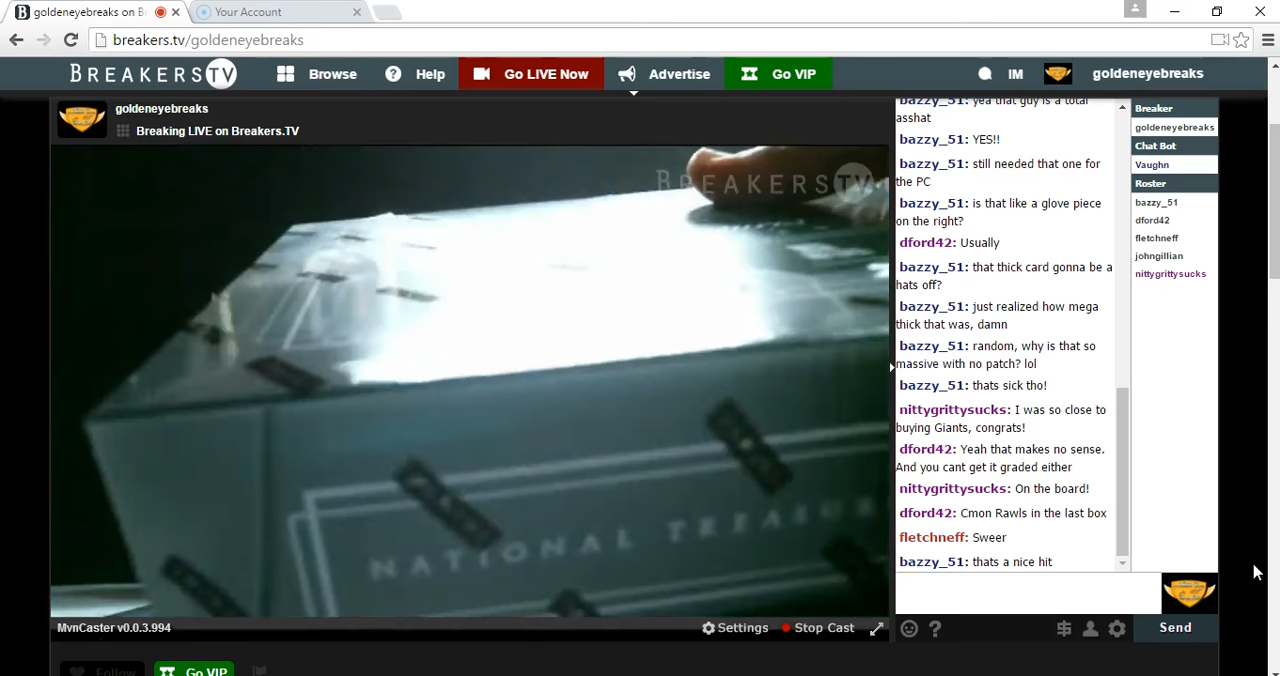 goldeneyebreaks on B
Your Account
breakers.tv/goldeneyebreaks
BREAKERSTV
Browse
Help
Go LIVE Now
Advertise
Go VIP
IM
goldeneyebreaks
goldeneyebreaks
Breaking LIVE on Breakers.TV
BREAKERSTV
NATIONAL TREASUR
MvnCaster v0.0.3.994
Settings
Stop Cast
Follow
Go VIP
bazzy_51: yea that guy is a total
asshat
bazzy_51: YES!!
bazzy_51: still needed that one for
the PC
bazzy_51: is that like a glove piece
on the right?
dford42: Usually
bazzy_51: that thick card gonna be a
hats off?
bazzy_51: just realized how mega
thick that was, damn
bazzy_51: random, why is that so
massive with no patch? lol
bazzy_51: thats sick tho!
nittygrittysucks: I was so close to
buying Giants, congrats!
dford42: Yeah that makes no sense.
And you cant get it graded either
nittygrittysucks: On the board!
dford42: Cmon Rawls in the last box
fletchneff: Sweer
bazzy_51: thats a nice hit
Send
Breaker
goldeneyebreaks
Chat Bot
Vaughn
Roster
bazzy_51
dford42
fletchneff
johngillian
nittygrittysucks